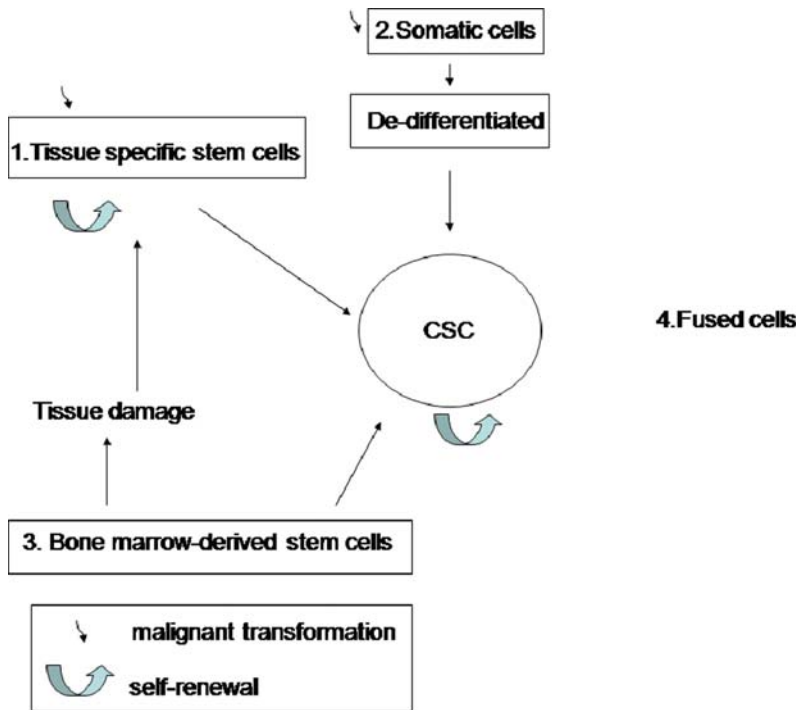 2.Somatic cells
De-differentiated
1.Tissue specific stem cells
CSC
4.Fused cells
Tissue damage
3. Bone marrow-derived stem cells
malignant transformation
self-renewal